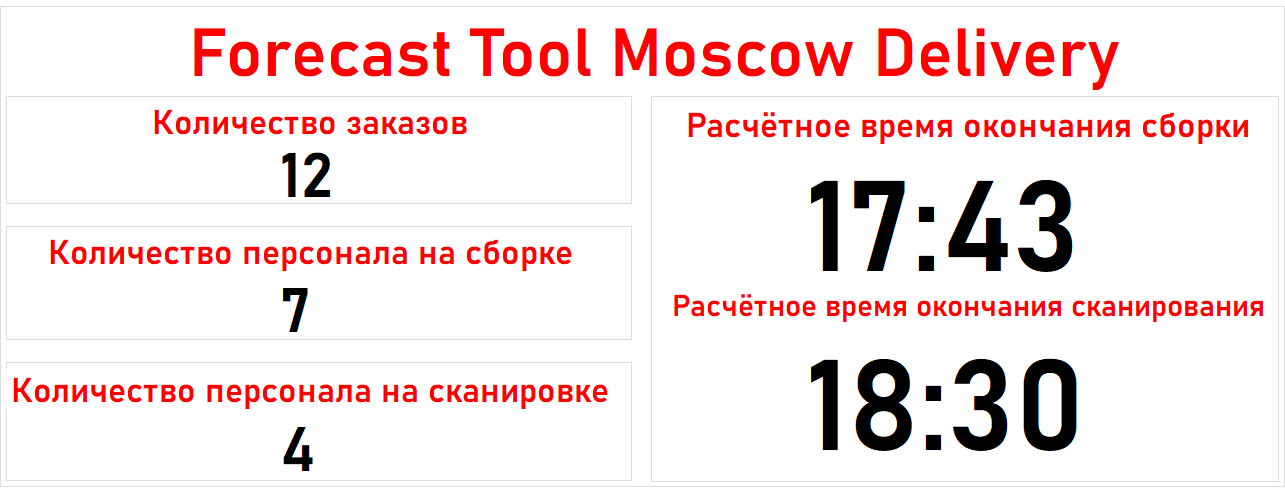 Forecast Tool Moscow Delivery
Количество заказов
12
Количество персонала на сборке
7
Количество персонала на сканировке
4
Расчётное время окончания сборки
17:43
Расчётное время окончания сканирования
18:30